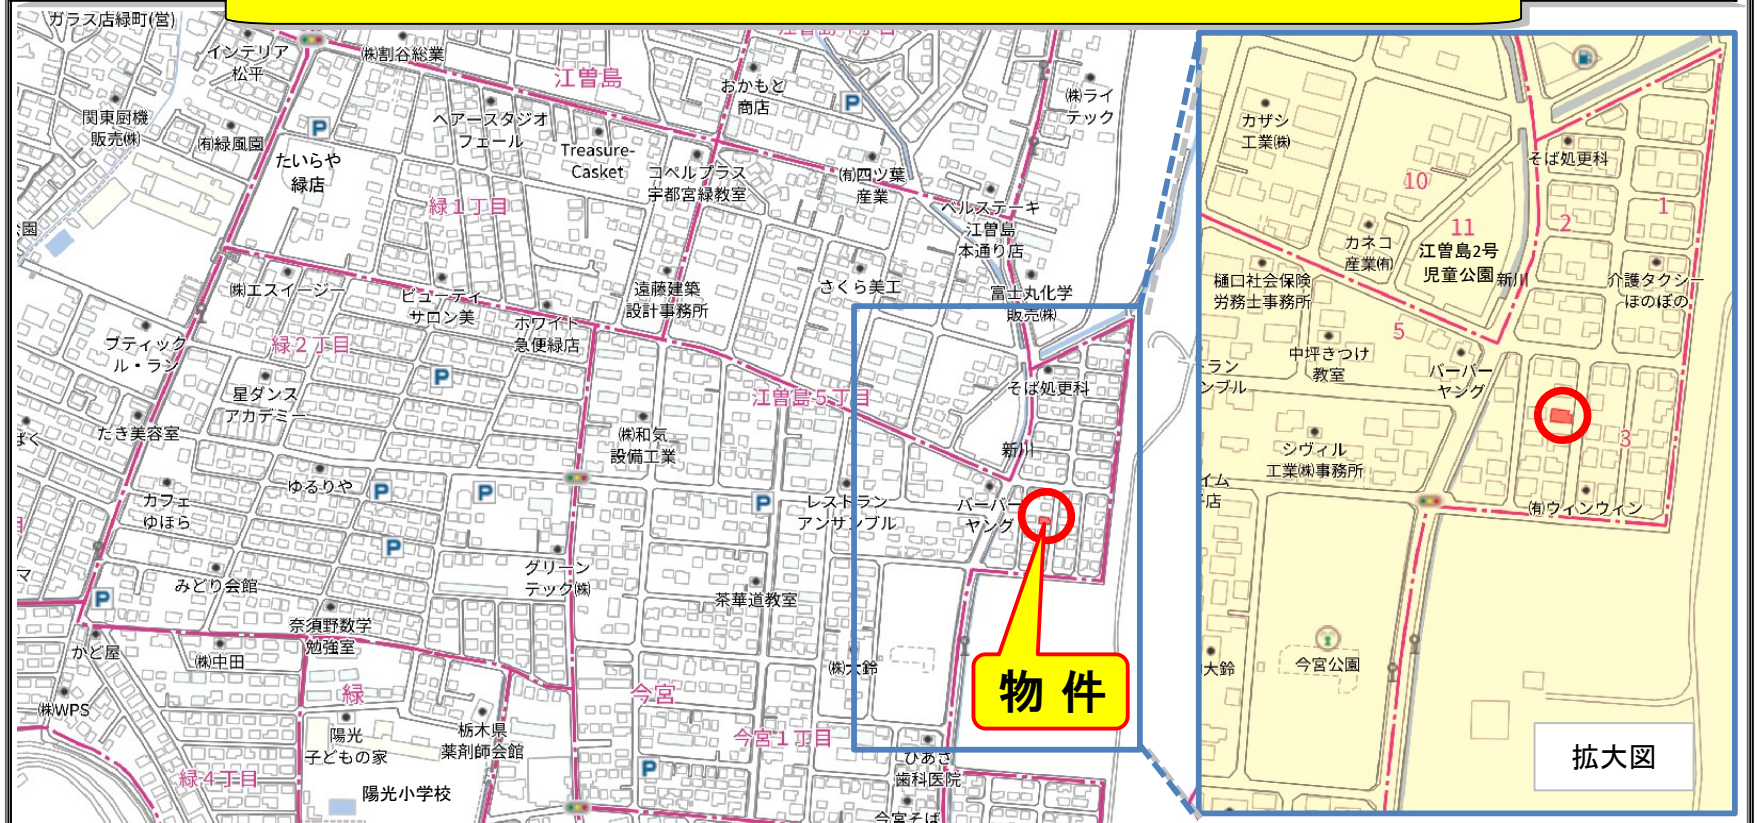 ガラス店緑町(営)
インテリア
松平
㈱割谷総業
江曽島
おかもと
商店
㈱ライ
テック
関東厨機
販売㈱
㈲緑風園
P
たいらや
緑店
ヘアースタジオ
フェール
Treasure-
Casket
コペルプラス
宇都宮緑教室
P
㈲四ツ葉
産業
ベルステーキ
江曽島
本通り店
緑1丁目
㈱エスイージー
ビューティ
サロン美
ホワイト
急便緑店
遠藤建築
設計事務所
さくら美工
富士丸化学
販売㈱
ブティック
ル・ラン
緑2丁目
P
星ダンス
アカデミー
江曽島5丁目
そば処更科
たき美容室
㈱和気
設備工業
新川
カフェ
ゆほら
ゆるりや
P
P
P
P
レストラン
アンサンブル
バーバー
ヤング
みどり会館
グリーン
テック㈱
茶華道教室
P
奈須野数学
勉強室
かど屋
㈱中田
㈱大鈴
物件
㈱WPS
緑
今宮
陽光
子どもの家
栃木県
薬剤師会館
今宮1丁目
緑4丁目
陽光小学校
P
ひあさ
歯科医院
今宮そば
カザシ
工業㈱
10
11
江曽島2号
児童公園
新川
カネコ
産業㈲
そば処更科
2
1
樋口社会保険
労務士事務所
介護タクシー
ほのぼの
5
中坪きつけ
教室
バーバー
ヤング
ラン
ンブル
3
シヴィル
工業㈱事務所
イム
店
㈲ウィンウィン
今宮公園
大鈴
拡大図